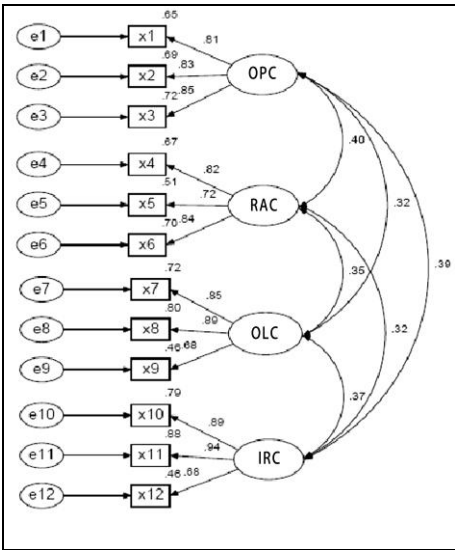 .65
e1 x1 .81
.69
e2 x2 .83 OPC
.72 .85
e3 x3
.40
.67
e4 x4 .82
.51
e5 x5 .72 RAC .32
.70 .84
e6 x6
.39
.72 .35
e7 x7 .85
.80
e8 x8 .89 OLC .32
.46 .68
e9 x9
.79 .37
e10 x10 .89
.88
e11 x11 .94 IRC
.46 .68
e12 x12